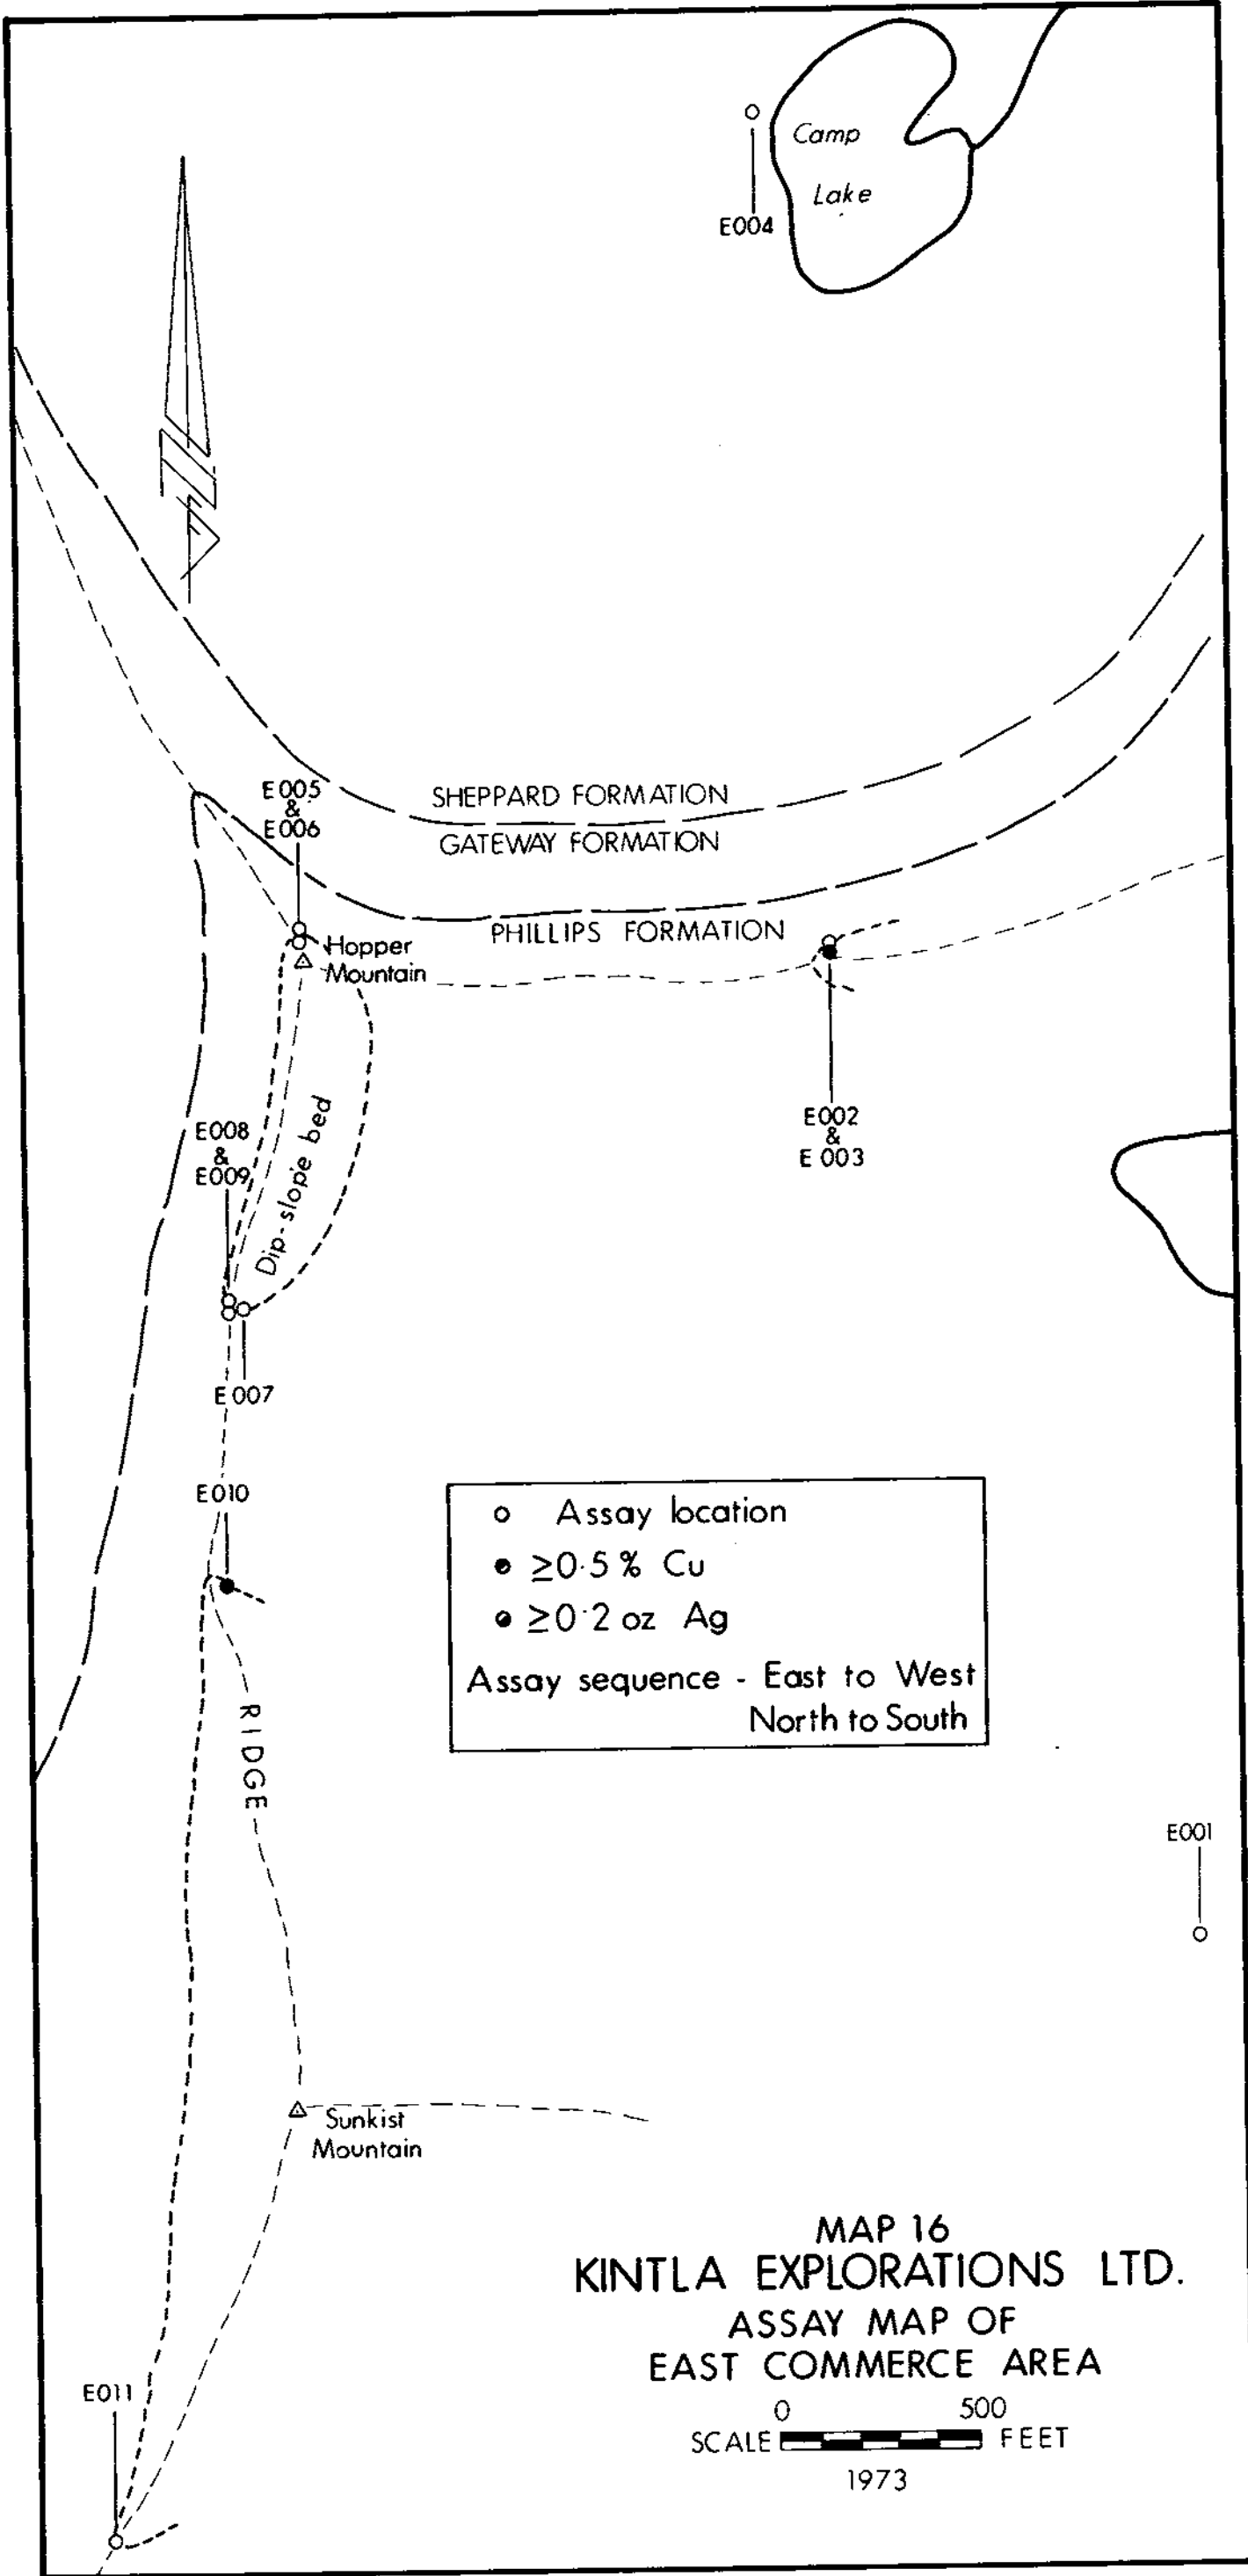 Camp
Lake
E004
E005
&
E006
SHEPPARD FORMATION
GATEWAY FORMATION
PHILLIPS FORMATION
Hopper
Mountain
E002
&
E003
E008
&
E009
Dip-slope bed
E007
E010
○ Assay location
● ≥0·5 % Cu
≥0·2 oz Ag
Assay sequence - East to West
North to South
RIDGE
E001
Sunkist
Mountain
MAP 16
KINTLA EXPLORATIONS LTD.
ASSAY MAP OF
EAST COMMERCE AREA
0 500
SCALE FEET
1973
E011